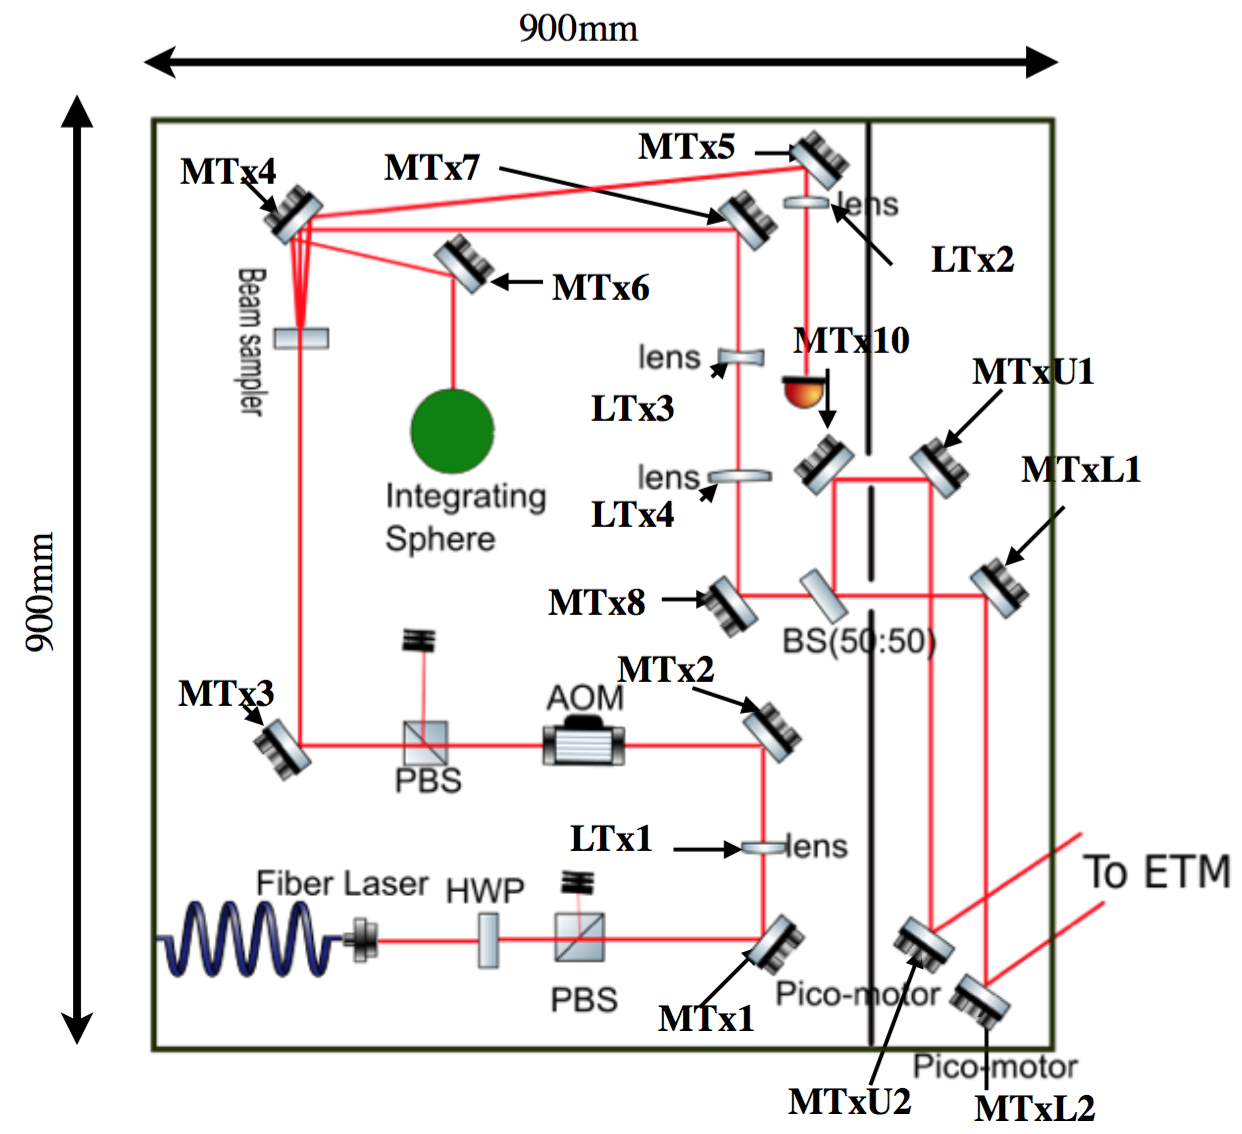 900mm
MTx5
MTx7
MTx4
lens
LTx2
MTx6
Beam sampler
MTx10
lens
MTxU1
LTx3
MTxL1
lens
Integrating
Sphere
LTx4
900mm
MTx8
BS(50:50)
MTx2
MTx3
AOM
PBS
LTx1
lens
To ETM
Fiber Laser
HWP
PBS
Pico-motor
MTx1
Pico-motor
MTxU2
MTxL2